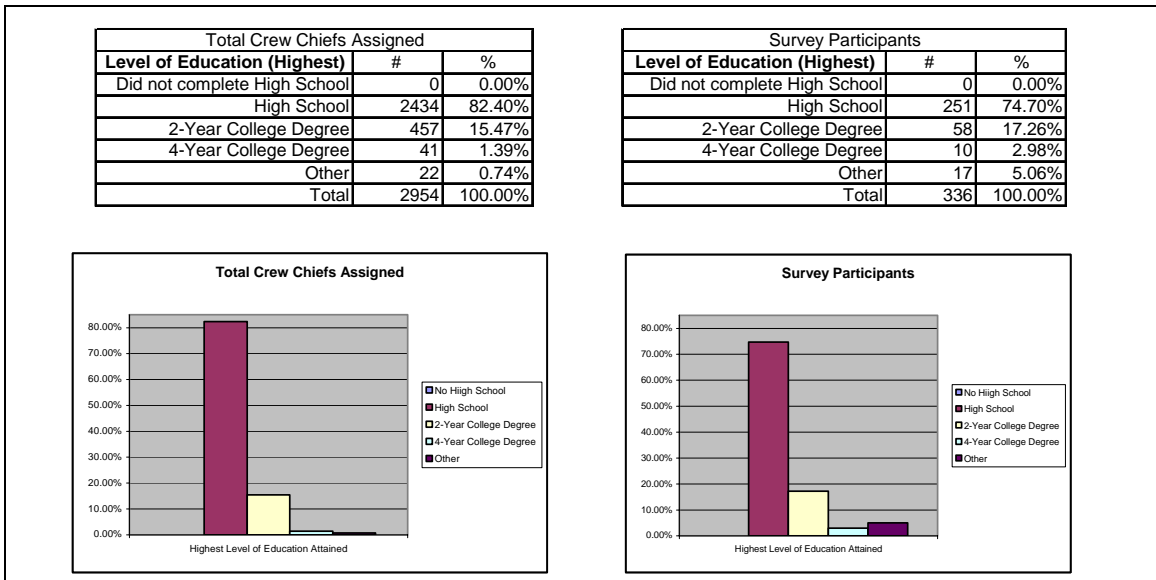 Total Crew Chiefs Assigned
Level of Education (Highest) # %
Did not complete High School 0 0.00%
High School 2434 82.40%
2-Year College Degree 457 15.47%
4-Year College Degree 41 1.39%
Other 22 0.74%
Total 2954 100.00%
Survey Participants
Level of Education (Highest) # %
Did not complete High School 0 0.00%
High School 251 74.70%
2-Year College Degree 58 17.26%
4-Year College Degree 10 2.98%
Other 17 5.06%
Total 336 100.00%
Total Crew Chiefs Assigned
80.00%
70.00%
60.00%
50.00%
40.00%
30.00%
20.00%
10.00%
0.00%
Highest Level of Education Attained
No Hiigh School
High School
2-Year College Degree
4-Year College Degree
Other
Survey Participants
80.00%
70.00%
60.00%
50.00%
40.00%
30.00%
20.00%
10.00%
0.00%
Highest Level of Education Attained
No Hiigh School
High School
2-Year College Degree
4-Year College Degree
Other